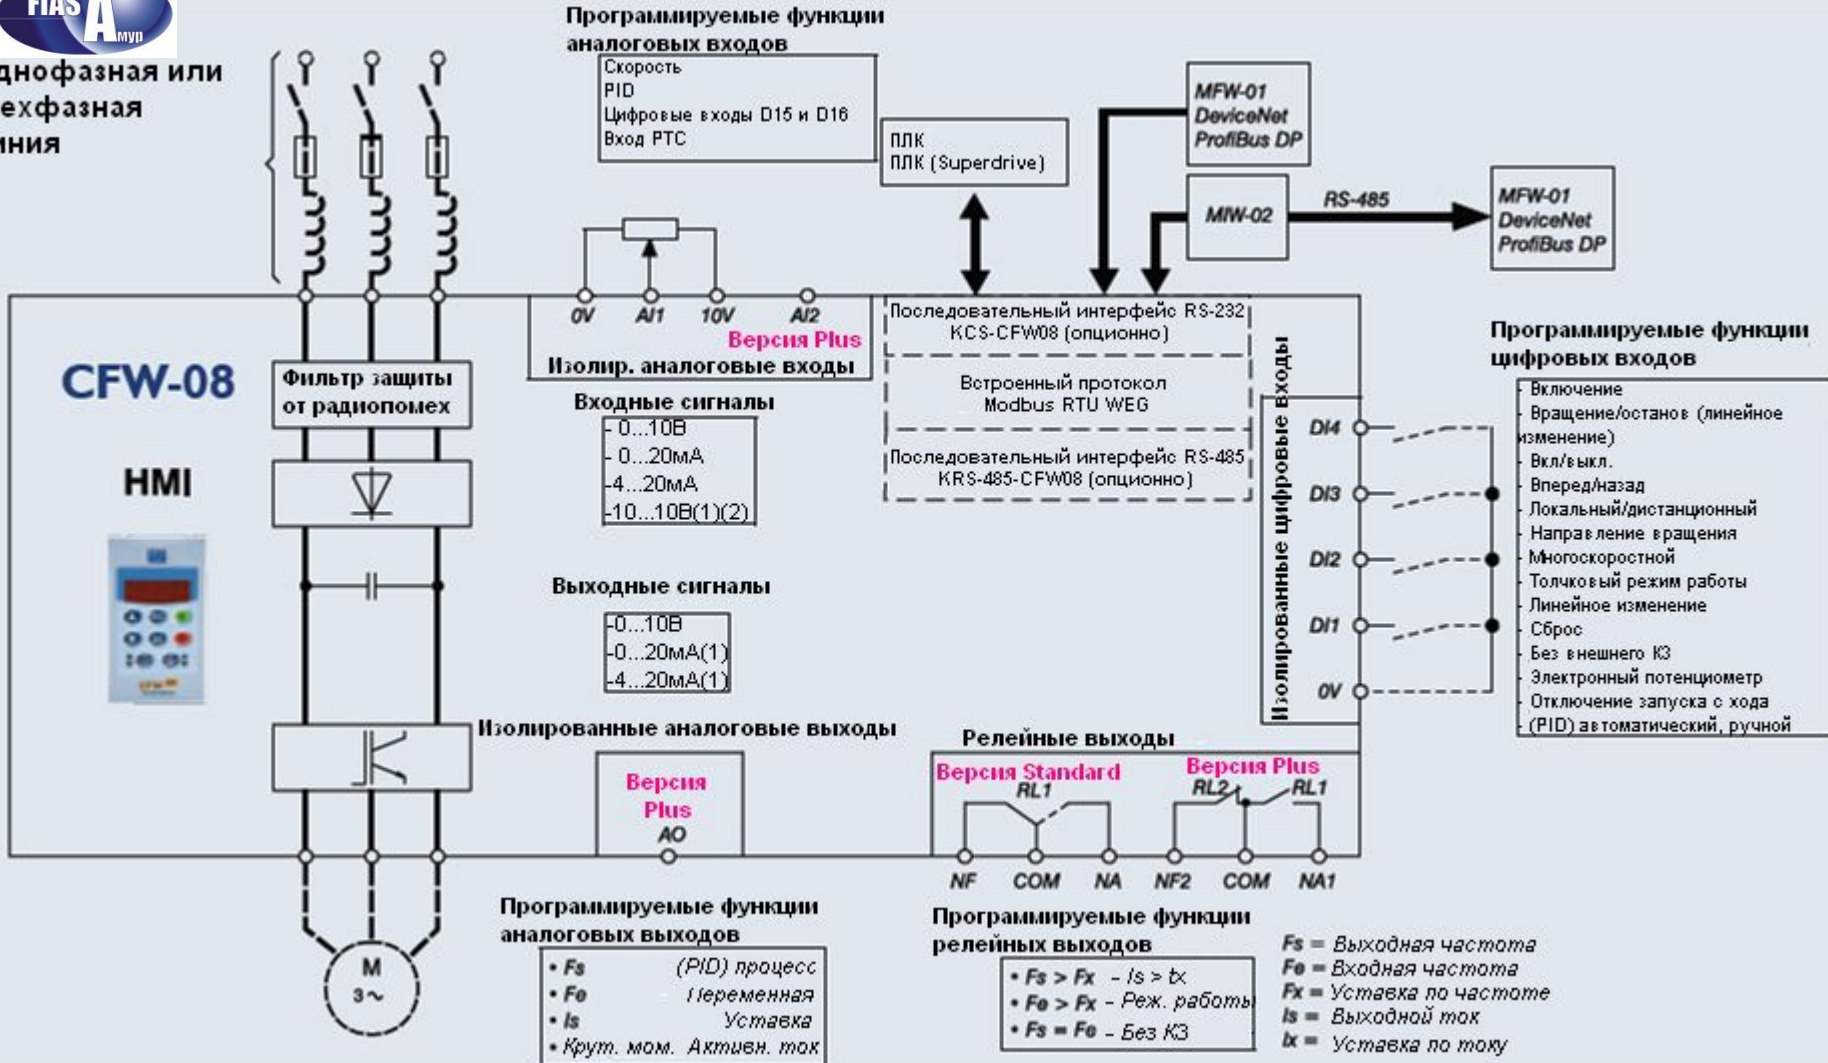 FIAS
Амур
днофазная или
ехфазная
иния
Программируемые функции
аналоговых входов
Скорость
PID
Цифровые входы D15 и D16
Вход PTC
ПЛК
ПЛК (Superdrive)
MFW-01
DeviceNet
ProfiBus DP
MIW-02
RS-485
MFW-01
DeviceNet
ProfiBus DP
0V AI1 10V AI2
Версия Plus
Изолир. аналоговые входы
Последовательный интерфейс RS-232
KCS-CFW08 (опционно)
Встроенный протокол
Modbus RTU WEG
Последовательный интерфейс RS-485
KRS-485-CFW08 (опционно)
CFW-08
HMI
Фильтр защиты
от радиопомех
Входные сигналы
- 0...10В
- 0...20мА
-4...20мА
-10...10В(1)(2)
Выходные сигналы
-0...10В
-0...20мА(1)
-4...20мА(1)
Изолированные цифровые входы
DI4
DI3
DI2
DI1
0V
Программируемые функции
цифровых входов
- Включение
- Вращение/останов (линейное
изменение)
- Вкл/выкл.
- Вперед/назад
- Локальный/дистанционный
- Направление вращения
- Многоскоростной
- Толчковый режим работы
- Линейное изменение
- Сброс
- Без внешнего КЗ
- Электронный потенциометр
- Отключение запуска с хода
- (PID) автоматический, ручной
Изолированные аналоговые выходы
Версия
Plus
AO
Релейные выходы
Версия Standard
RL1
Версия Plus
RL2 RL1
NF COM NA NF2 COM NA1
M
3~
Программируемые функции
аналоговых выходов
• Fs (PID) процесс
• Fe Переменная
• Is Уставка
• Крут. мом. Активн. ток
Программируемые функции
релейных выходов
• Fs > Fx - Is > Ix
• Fe > Fx - Реж. работы
• Fs = Fe - Без КЗ
Fs = Выходная частота
Fe = Входная частота
Fx = Уставка по частоте
Is = Выходной ток
Ix = Уставка по току